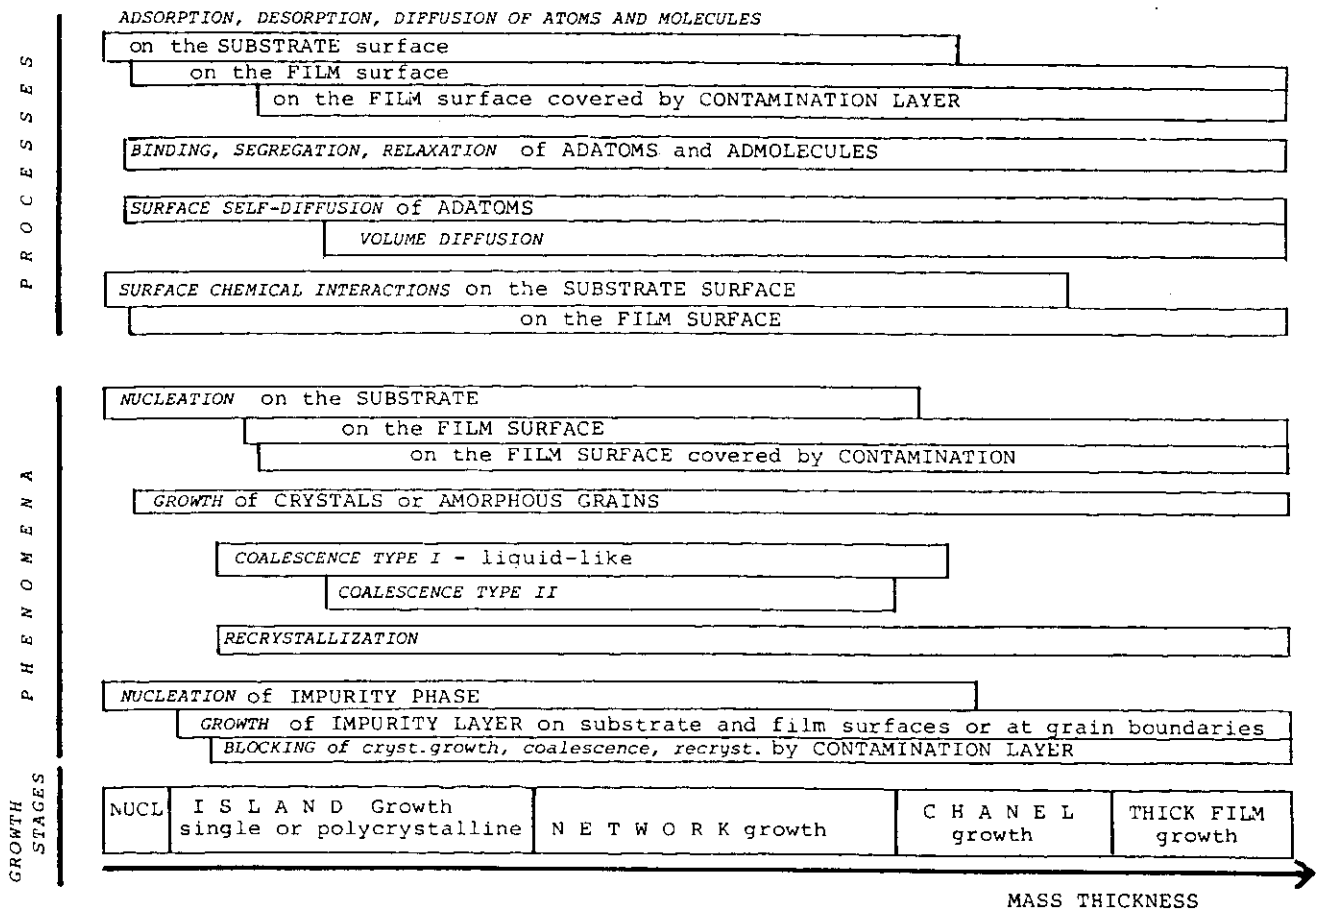 ADSORPTION, DESORPTION, DIFFUSION OF ATOMS AND MOLECULES
on the SUBSTRATE surface
on the FILM surface
on the FILM surface covered by CONTAMINATION LAYER
BINDING, SEGREGATION, RELAXATION of ADATOMS and ADMOLECULES
SURFACE SELF-DIFFUSION of ADATOMS
VOLUME DIFFUSION
SURFACE CHEMICAL INTERACTIONS on the SUBSTRATE SURFACE
on the FILM SURFACE
PROCESSES
NUCLEATION on the SUBSTRATE
on the FILM SURFACE
on the FILM SURFACE covered by CONTAMINATION
GROWTH of CRYSTALS or AMORPHOUS GRAINS
COALESCENCE TYPE I - liquid-like
COALESCENCE TYPE II
RECRYSTALLIZATION
NUCLEATION of IMPURITY PHASE
GROWTH of IMPURITY LAYER on substrate and film surfaces or at grain boundaries
BLOCKING of cryst.growth, coalescence, recryst. by CONTAMINATION LAYER
PHENOMENA
GROWTH
STAGES
NUCL
ISLAND Growth
single or polycrystalline
NETWORK growth
CHANEL
growth
THICK FILM
growth
MASS THICKNESS